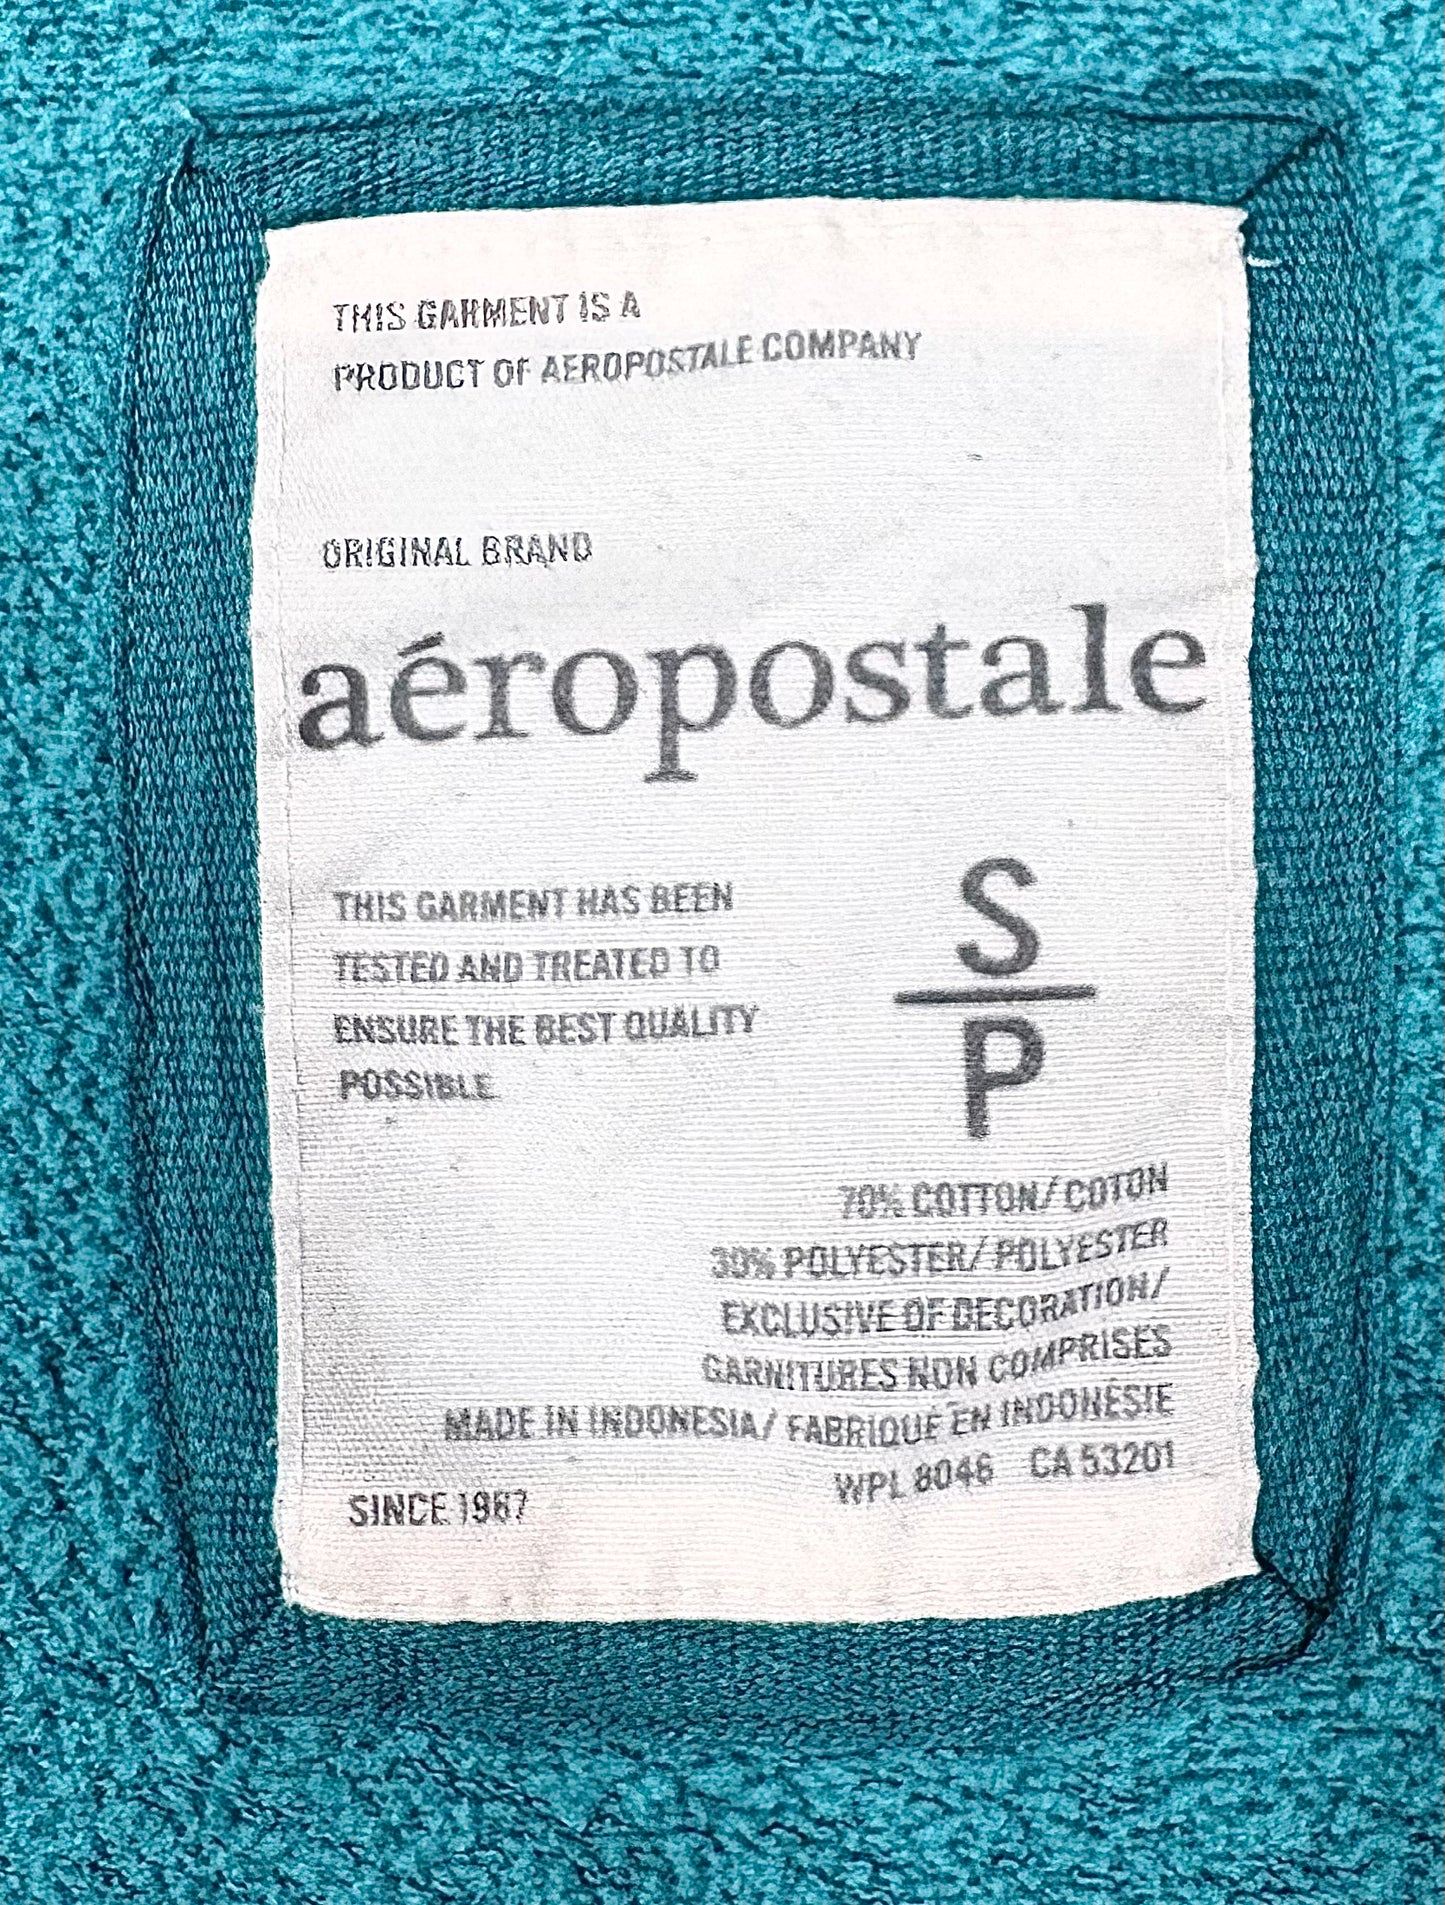 THIS GARMENT IS A
PRODUCT OF AEROPOSTALE COMPANY
ORIGINAL BRAND
aéropostale
THIS GARMENT HAS BEEN
TESTED AND TREATED TO
ENSURE THE BEST QUALITY
POSSIBLE
S
P
70% COTTON/ COTON
30% POLYESTER/ POLYESTER
EXCLUSIVE OF DECORATION/
GARNITURES NON COMPRISES
MADE IN INDONESIA/ FABRIQUÉ EN INDONÉSIE
WPL 8046 CA 53201
SINCE 1987